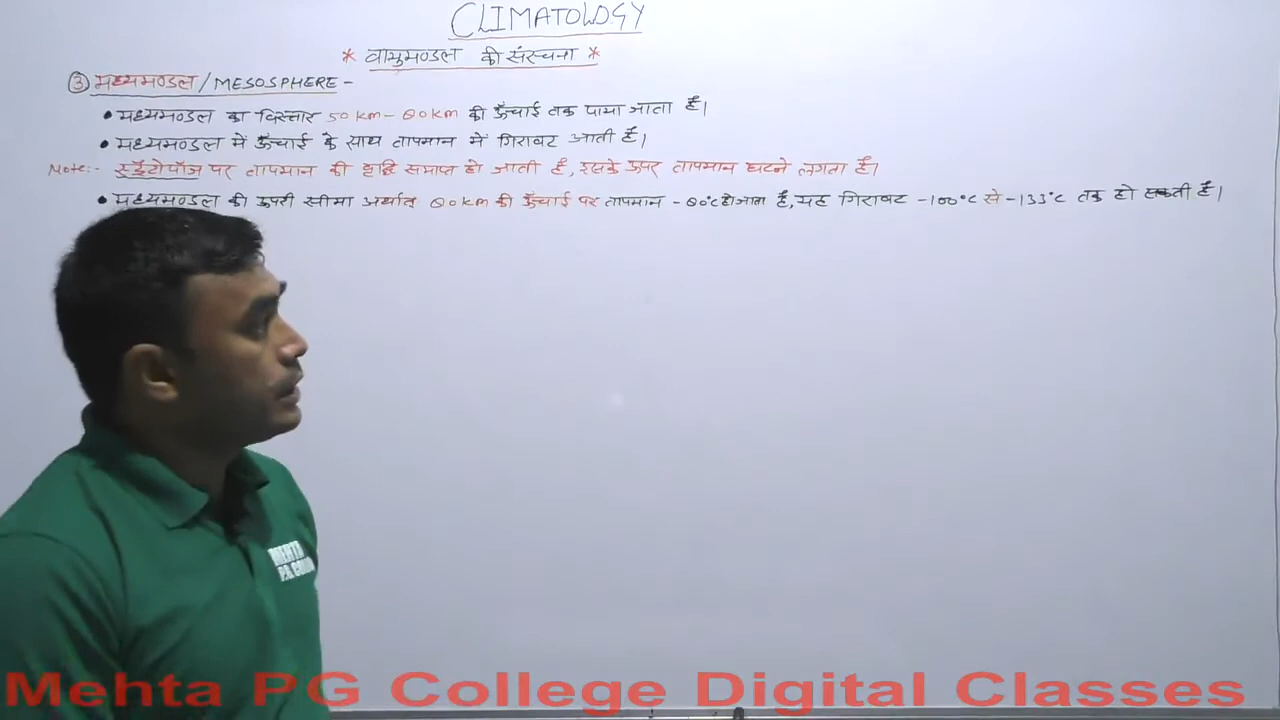 CLIMATOLOGY
* वायुमण्डल की संरचना *
③ मध्यमण्डल / MESOSPHERE -
• मध्यमण्डल का विस्तार 50 km - 80 km की ऊँचाई तक पाया जाता है।
• मध्यमण्डल में ऊँचाई के साथ तापमान में गिरावट आती है।
Note:- स्ट्रैटोपॉज पर तापमान की वृद्धि समाप्त हो जाती है, इसके ऊपर तापमान घटने लगता है।
• मध्यमण्डल की ऊपरी सीमा अर्थात् 80 km की ऊँचाई पर तापमान -80°C हो जाता है, यह गिरावट -100°C से -133°C तक हो सकती है।
MEHTA
PG
Mehta PG College Digital Classes